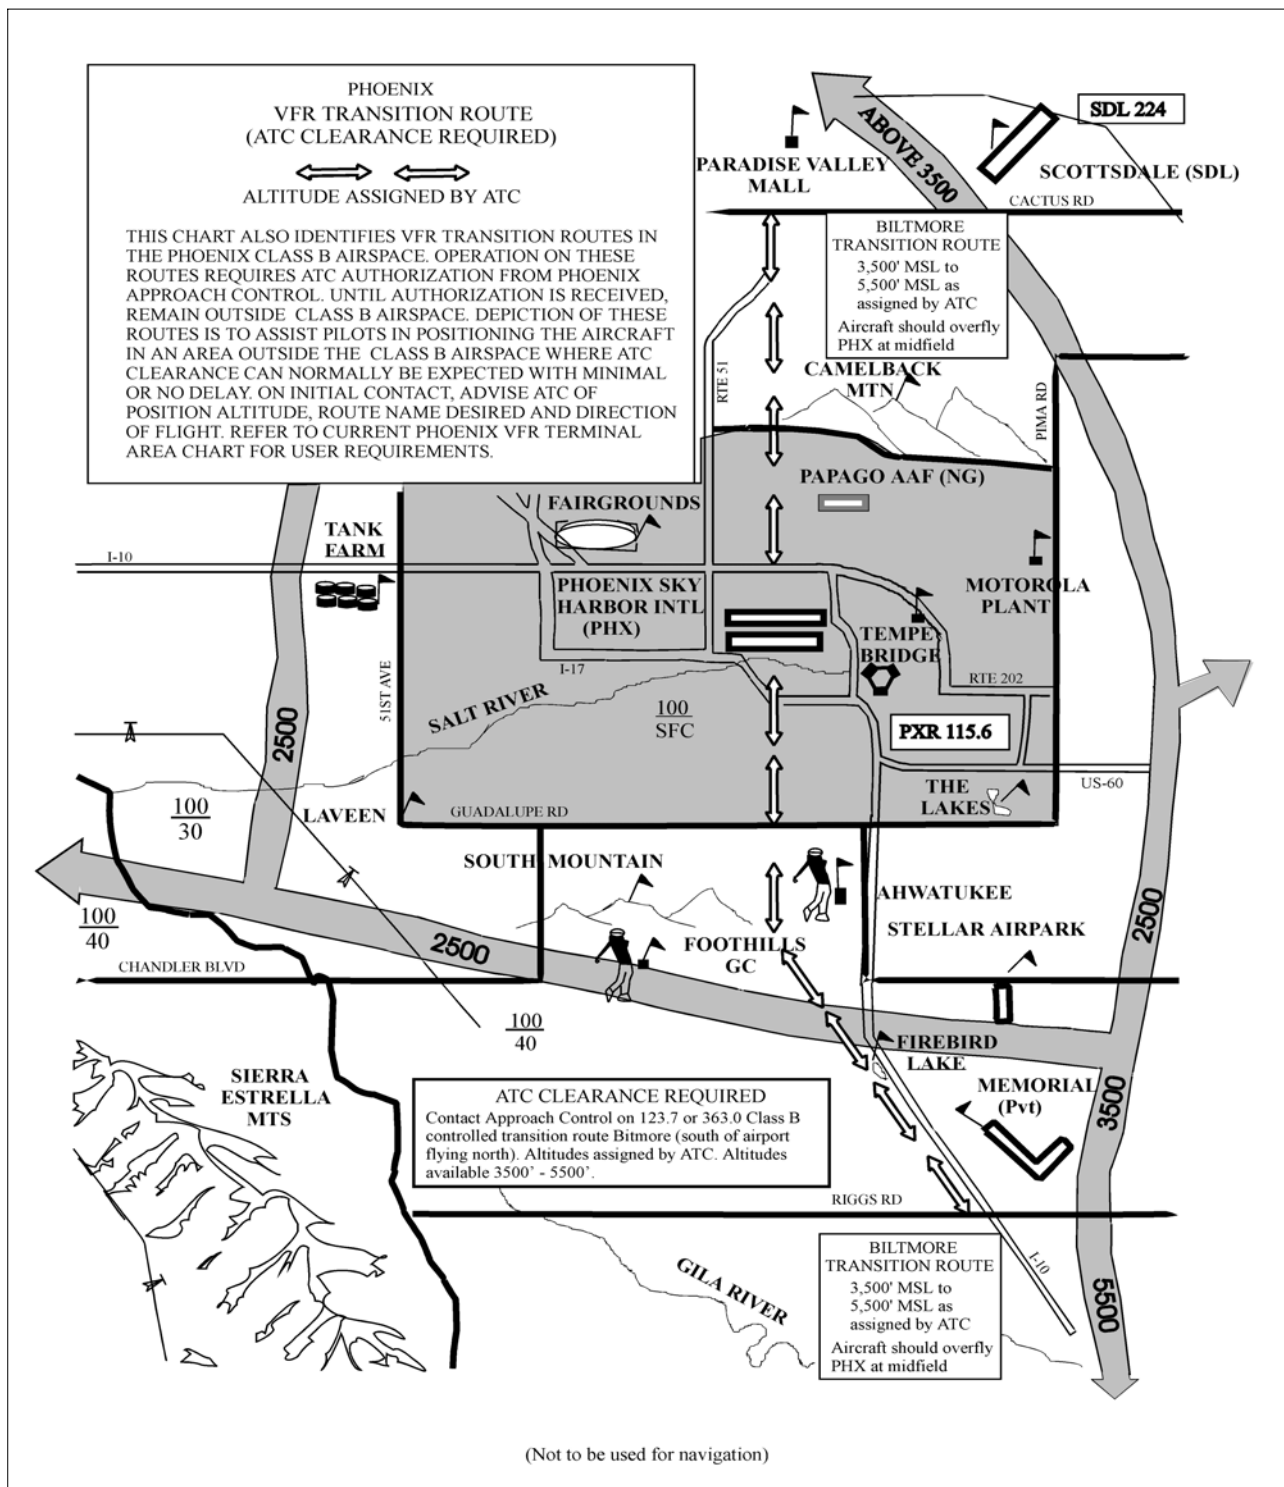 PHOENIX
VFR TRANSITION ROUTE
(ATC CLEARANCE REQUIRED)
ALTITUDE ASSIGNED BY ATC
THIS CHART ALSO IDENTIFIES VFR TRANSITION ROUTES IN
THE PHOENIX CLASS B AIRSPACE. OPERATION ON THESE
ROUTES REQUIRES ATC AUTHORIZATION FROM PHOENIX
APPROACH CONTROL. UNTIL AUTHORIZATION IS RECEIVED,
REMAIN OUTSIDE CLASS B AIRSPACE. DEPICTION OF THESE
ROUTES IS TO ASSIST PILOTS IN POSITIONING THE AIRCRAFT
IN AN AREA OUTSIDE THE CLASS B AIRSPACE WHERE ATC
CLEARANCE CAN NORMALLY BE EXPECTED WITH MINIMAL
OR NO DELAY. ON INITIAL CONTACT, ADVISE ATC OF
POSITION ALTITUDE, ROUTE NAME DESIRED AND DIRECTION
OF FLIGHT. REFER TO CURRENT PHOENIX VFR TERMINAL
AREA CHART FOR USER REQUIREMENTS.
PARADISE VALLEY
MALL
ABOVE 3500
SDL 224
SCOTTSDALE (SDL)
CACTUS RD
BILTMORE
TRANSITION ROUTE
3,500' MSL to
5,500' MSL as
assigned by ATC
Aircraft should overfly
PHX at midfield
RTE 51
CAMELBACK
MTN
PIMA RD
PAPAGO AAF (NG)
FAIRGROUNDS
TANK
FARM
I-10
PHOENIX SKY
HARBOR INTL
(PHX)
MOTOROLA
PLANT
TEMPE
BRIDGE
I-17
RTE 202
51ST AVE
SALT RIVER
100
SFC
PXR 115.6
2500
US-60
THE
LAKES
100
30
LAVEEN
GUADALUPE RD
SOUTH MOUNTAIN
AHWATUKEE
STELLAR AIRPARK
100
40
2500
FOOTHILLS
GC
2500
CHANDLER BLVD
100
40
FIREBIRD
LAKE
SIERRA
ESTRELLA
MTS
MEMORIAL
(Pvt)
3500
ATC CLEARANCE REQUIRED
Contact Approach Control on 123.7 or 363.0 Class B
controlled transition route Bitmore (south of airport
flying north). Altitudes assigned by ATC. Altitudes
available 3500' - 5500'.
RIGGS RD
GILA RIVER
BILTMORE
TRANSITION ROUTE
3,500' MSL to
5,500' MSL as
assigned by ATC
Aircraft should overfly
PHX at midfield
I-10
5500
(Not to be used for navigation)